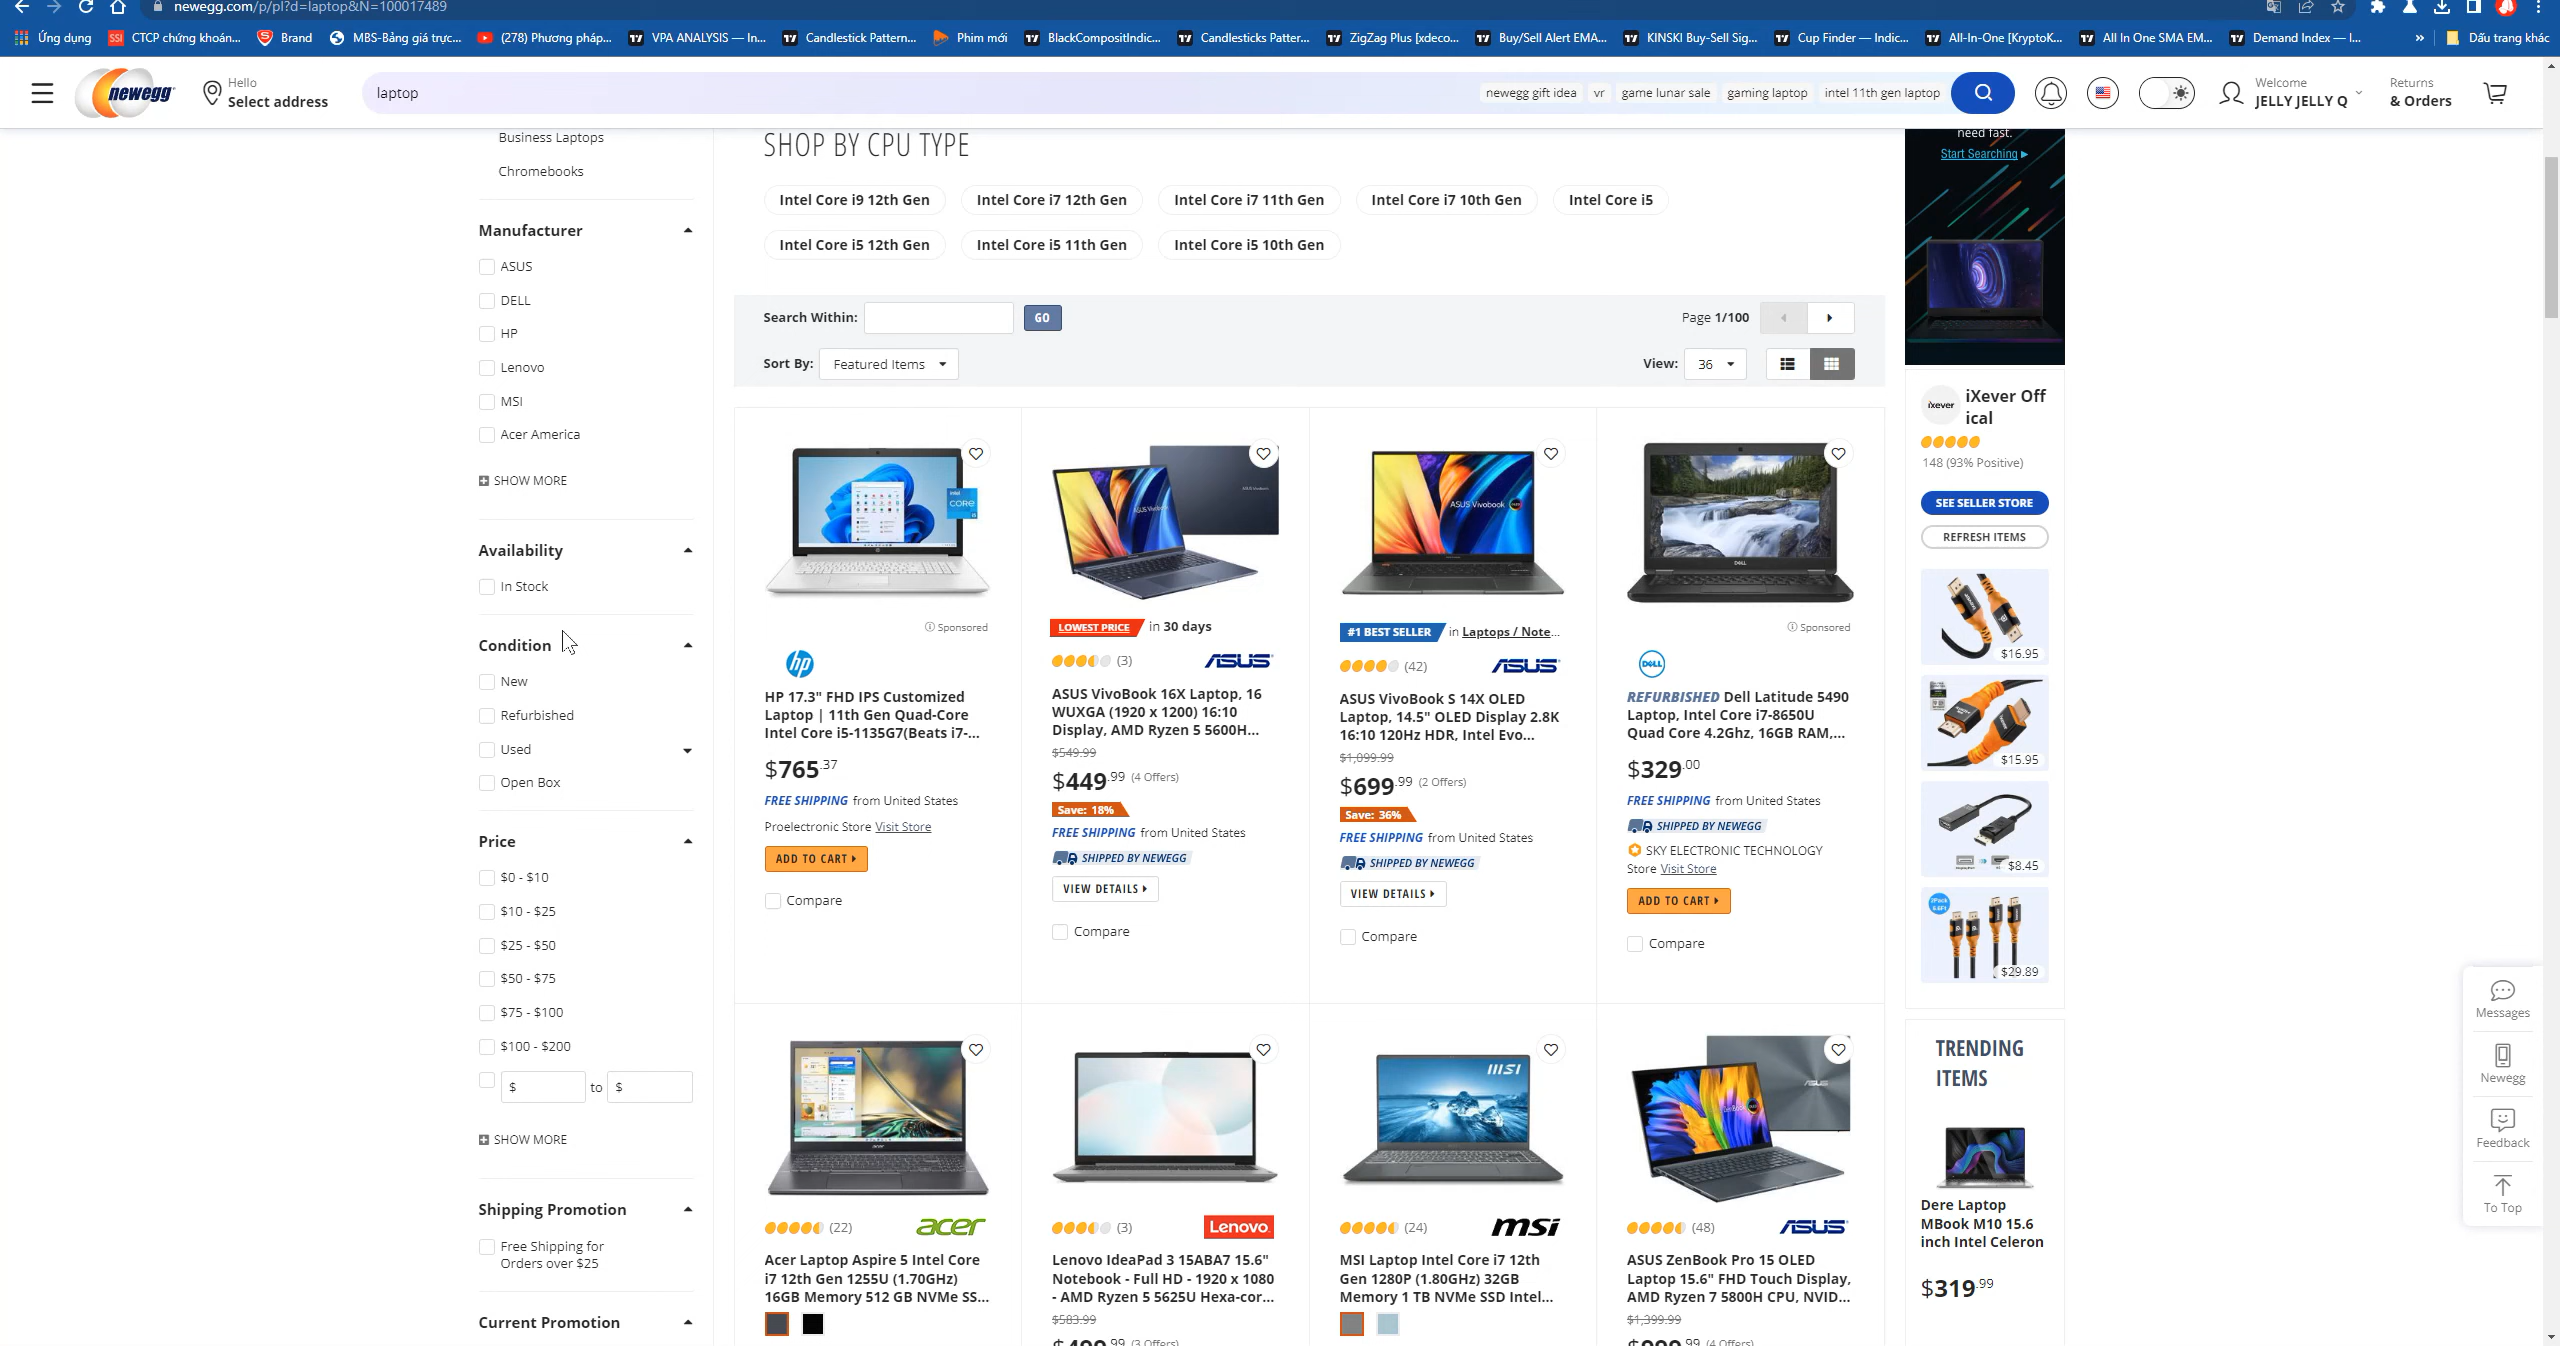 newegg.com/p/pl?d=laptop&N=100017489
Ứng dụng
CTCP chứng khoán...
Brand
MBS-Bảng giá trực...
(278) Phương pháp...
VPA ANALYSIS — In...
Candlestick Pattern...
Phim mới
BlackCompositIndic...
Candlesticks Patter...
ZigZag Plus [xdeco...
Buy/Sell Alert EMA...
KINSKI Buy-Sell Sig...
Cup Finder — Indic...
All-In-One [KryptoK...
All In One SMA EM...
Demand Index — I...
»
Dấu trang khác
newegg
Hello
Select address
laptop
newegg gift idea
vr
game lunar sale
gaming laptop
intel 11th gen laptop
Welcome
JELLY JELLY Q
Returns
& Orders
Business Laptops
Chromebooks
Manufacturer
ASUS
DELL
HP
Lenovo
MSI
Acer America
SHOW MORE
Availability
In Stock
Condition
New
Refurbished
Used
Open Box
Price
$0 - $10
$10 - $25
$25 - $50
$50 - $75
$75 - $100
$100 - $200
$ to $
SHOW MORE
Shipping Promotion
Free Shipping for
Orders over $25
Current Promotion
SHOP BY CPU TYPE
Intel Core i9 12th Gen
Intel Core i7 12th Gen
Intel Core i7 11th Gen
Intel Core i7 10th Gen
Intel Core i5
Intel Core i5 12th Gen
Intel Core i5 11th Gen
Intel Core i5 10th Gen
Search Within:
GO
Page 1/100
Sort By: Featured Items
View: 36
Sponsored
hp
HP 17.3" FHD IPS Customized
Laptop | 11th Gen Quad-Core
Intel Core i5-1135G7(Beats i7-...
$765.37
FREE SHIPPING from United States
Proelectronic Store Visit Store
ADD TO CART
Compare
LOWEST PRICE in 30 days
(3)
ASUS
ASUS VivoBook 16X Laptop, 16
WUXGA (1920 x 1200) 16:10
Display, AMD Ryzen 5 5600H...
$549.99
$449.99 (4 Offers)
Save: 18%
FREE SHIPPING from United States
SHIPPED BY NEWEGG
VIEW DETAILS
Compare
ASUS Vivobook
#1 BEST SELLER in Laptops / Note...
(42)
ASUS
ASUS VivoBook S 14X OLED
Laptop, 14.5" OLED Display 2.8K
16:10 120Hz HDR, Intel Evo...
$1,099.99
$699.99 (2 Offers)
Save: 36%
FREE SHIPPING from United States
SHIPPED BY NEWEGG
VIEW DETAILS
Compare
Sponsored
DELL
REFURBISHED Dell Latitude 5490
Laptop, Intel Core i7-8650U
Quad Core 4.2Ghz, 16GB RAM,...
$329.00
FREE SHIPPING from United States
SHIPPED BY NEWEGG
SKY ELECTRONIC TECHNOLOGY
Store Visit Store
ADD TO CART
Compare
(22)
acer
Acer Laptop Aspire 5 Intel Core
i7 12th Gen 1255U (1.70GHz)
16GB Memory 512 GB NVMe SS...
(3)
Lenovo
Lenovo IdeaPad 3 15ABA7 15.6"
Notebook - Full HD - 1920 x 1080
- AMD Ryzen 5 5625U Hexa-cor...
$583.99
(3 Offers)
msi
(24)
msi
MSI Laptop Intel Core i7 12th
Gen 1280P (1.80GHz) 32GB
Memory 1 TB NVMe SSD Intel...
(48)
ASUS
ASUS ZenBook Pro 15 OLED
Laptop 15.6" FHD Touch Display,
AMD Ryzen 7 5800H CPU, NVID...
$1,399.99
(4 Offers)
need fast.
Start Searching
iXever
iXever Off
ical
148 (93% Positive)
SEE SELLER STORE
REFRESH ITEMS
$16.95
$15.95
$8.45
$29.89
TRENDING
ITEMS
Dere Laptop
MBook M10 15.6
inch Intel Celeron
$319.99
Messages
Newegg
Feedback
To Top